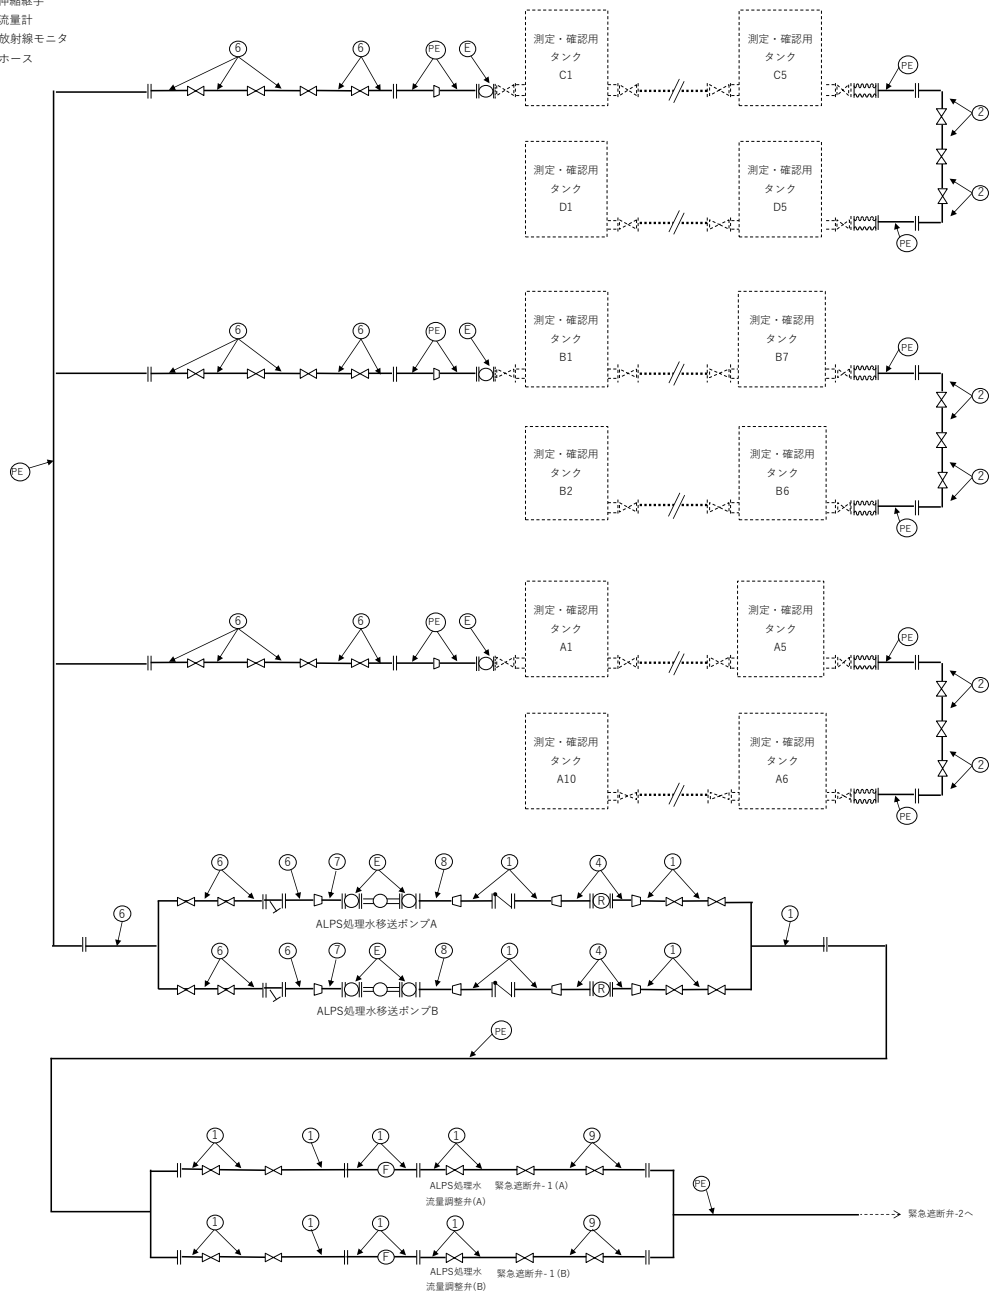 伸縮継手
流量計
放射線モニタ
ホース
6
6
PE
E
測定・確認用
タンク
C1
測定・確認用
タンク
C5
PE
2
測定・確認用
タンク
D1
測定・確認用
タンク
D5
2
PE
6
6
PE
E
測定・確認用
タンク
B1
測定・確認用
タンク
B7
PE
2
PE
測定・確認用
タンク
B2
測定・確認用
タンク
B6
2
PE
6
6
PE
E
測定・確認用
タンク
A1
測定・確認用
タンク
A5
PE
2
測定・確認用
タンク
A10
測定・確認用
タンク
A6
2
PE
6
6
7
E
8
1
4
1
R
ALPS処理水移送ポンプA
6
1
6
6
7
E
8
1
4
1
R
ALPS処理水移送ポンプB
PE
1
1
1
1
9
F
ALPS処理水
流量調整弁(A)
緊急遮断弁-1(A)
PE
緊急遮断弁-2へ
1
1
1
1
9
F
ALPS処理水
流量調整弁(B)
緊急遮断弁-1(B)